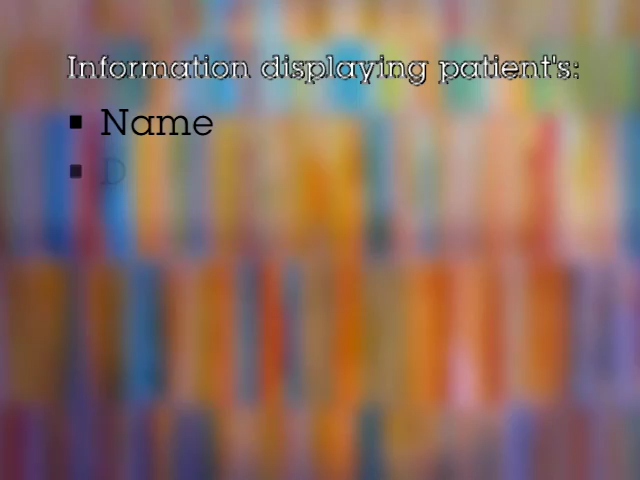 Information displaying patient's:
▪ Name
▪ D